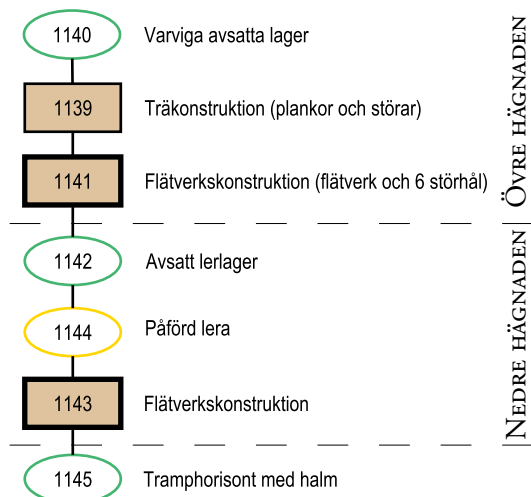 1140 Varviga avsatta lager
1139 Träkonstruktion (plankor och störar)
1141 Flätverkskonstruktion (flätverk och 6 störhål)
ÖVRE HÄGNADEN
1142 Avsatt lerlager
1144 Påförd lera
1143 Flätverkskonstruktion
NEDRE HÄGNADEN
1145 Tramphorisont med halm